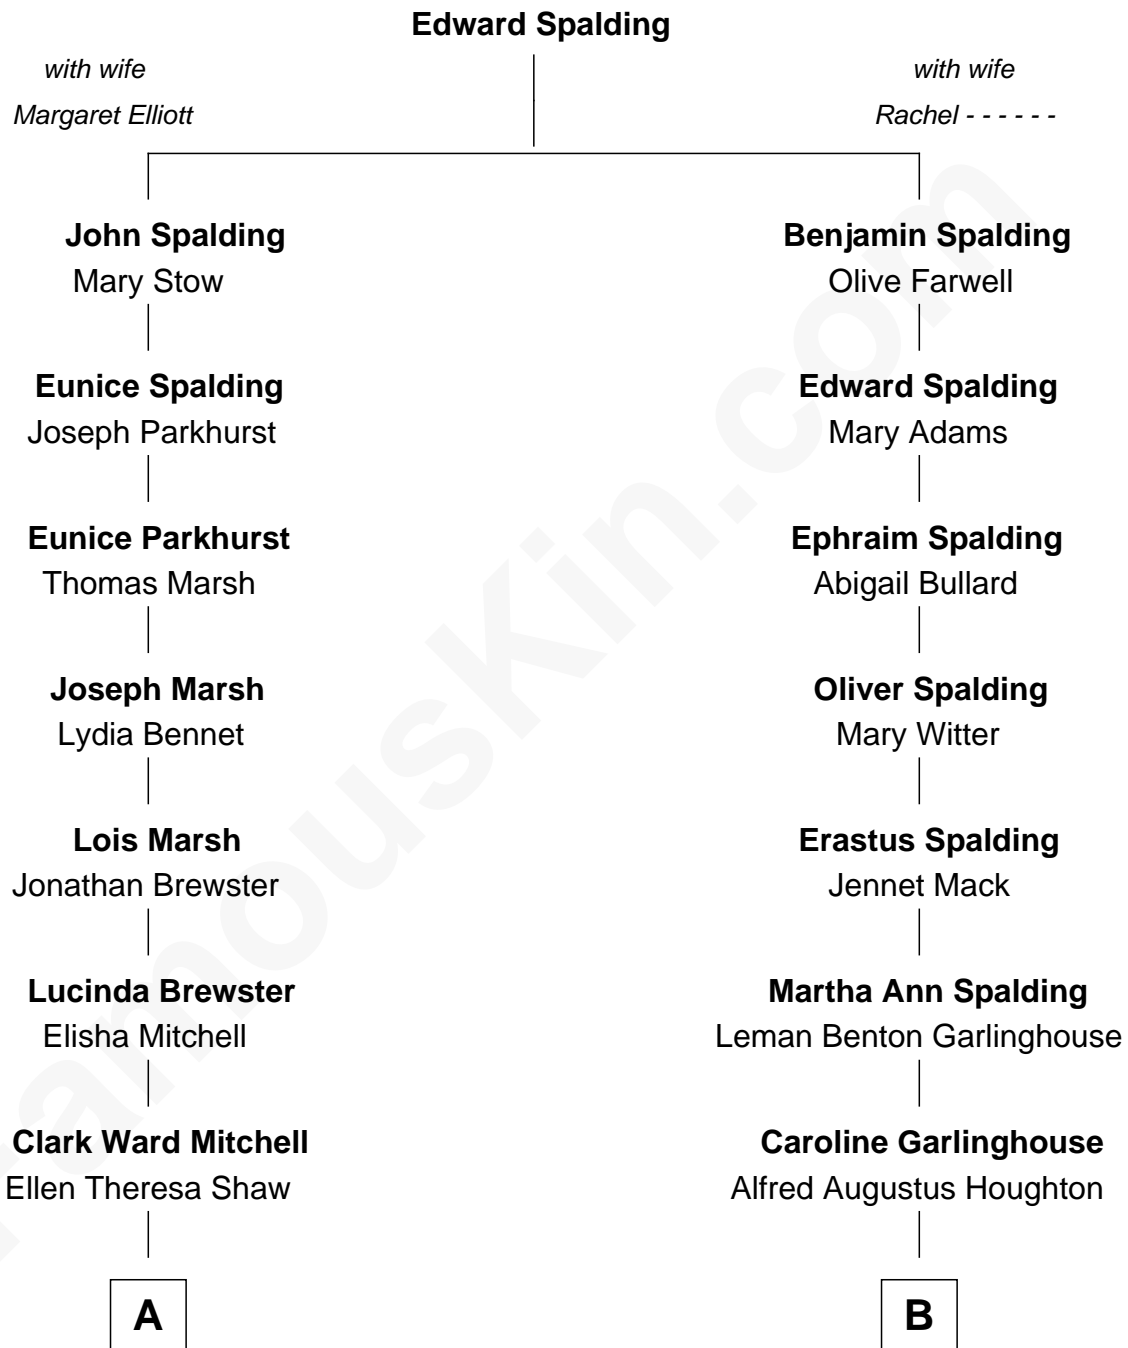 Edward Spalding
with wife
Margaret Elliott
with wife
Rachel - - - - - -
John Spalding
Mary Stow
Benjamin Spalding
Olive Farwell
Eunice Spalding
Joseph Parkhurst
Edward Spalding
Mary Adams
Eunice Parkhurst
Thomas Marsh
Ephraim Spalding
Abigail Bullard
Joseph Marsh
Lydia Bennet
Oliver Spalding
Mary Witter
Lois Marsh
Jonathan Brewster
Erastus Spalding
Jennet Mack
Lucinda Brewster
Elisha Mitchell
Martha Ann Spalding
Leman Benton Garlinghouse
Clark Ward Mitchell
Ellen Theresa Shaw
Caroline Garlinghouse
Alfred Augustus Houghton
A
B
FamousKin.com